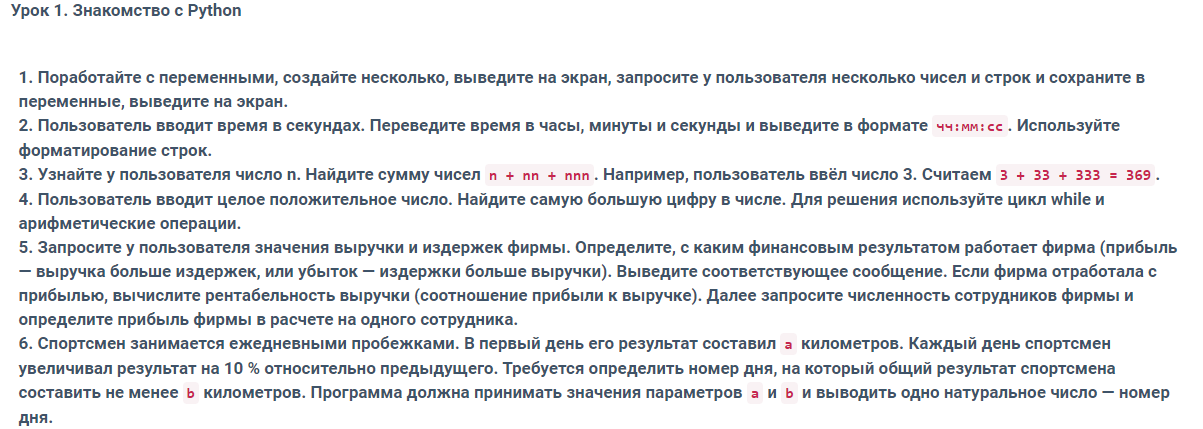 Урок 1. Знакомство с Python
1. Поработайте с переменными, создайте несколько, выведите на экран, запросите у пользователя несколько чисел и строк и сохраните в
переменные, выведите на экран.
2. Пользователь вводит время в секундах. Переведите время в часы, минуты и секунды и выведите в формате чч:мм:сс. Используйте
форматирование строк.
3. Узнайте у пользователя число n. Найдите сумму чисел n + nn + nnn. Например, пользователь ввёл число 3. Считаем 3 + 33 + 333 = 369.
4. Пользователь вводит целое положительное число. Найдите самую большую цифру в числе. Для решения используйте цикл while и
арифметические операции.
5. Запросите у пользователя значения выручки и издержек фирмы. Определите, с каким финансовым результатом работает фирма (прибыль
— выручка больше издержек, или убыток — издержки больше выручки). Выведите соответствующее сообщение. Если фирма отработала с
прибылью, вычислите рентабельность выручки (соотношение прибыли к выручке). Далее запросите численность сотрудников фирмы и
определите прибыль фирмы в расчете на одного сотрудника.
6. Спортсмен занимается ежедневными пробежками. В первый день его результат составил a километров. Каждый день спортсмен
увеличивал результат на 10 % относительно предыдущего. Требуется определить номер дня, на который общий результат спортсмена
составить не менее b километров. Программа должна принимать значения параметров a и b и выводить одно натуральное число — номер
дня.